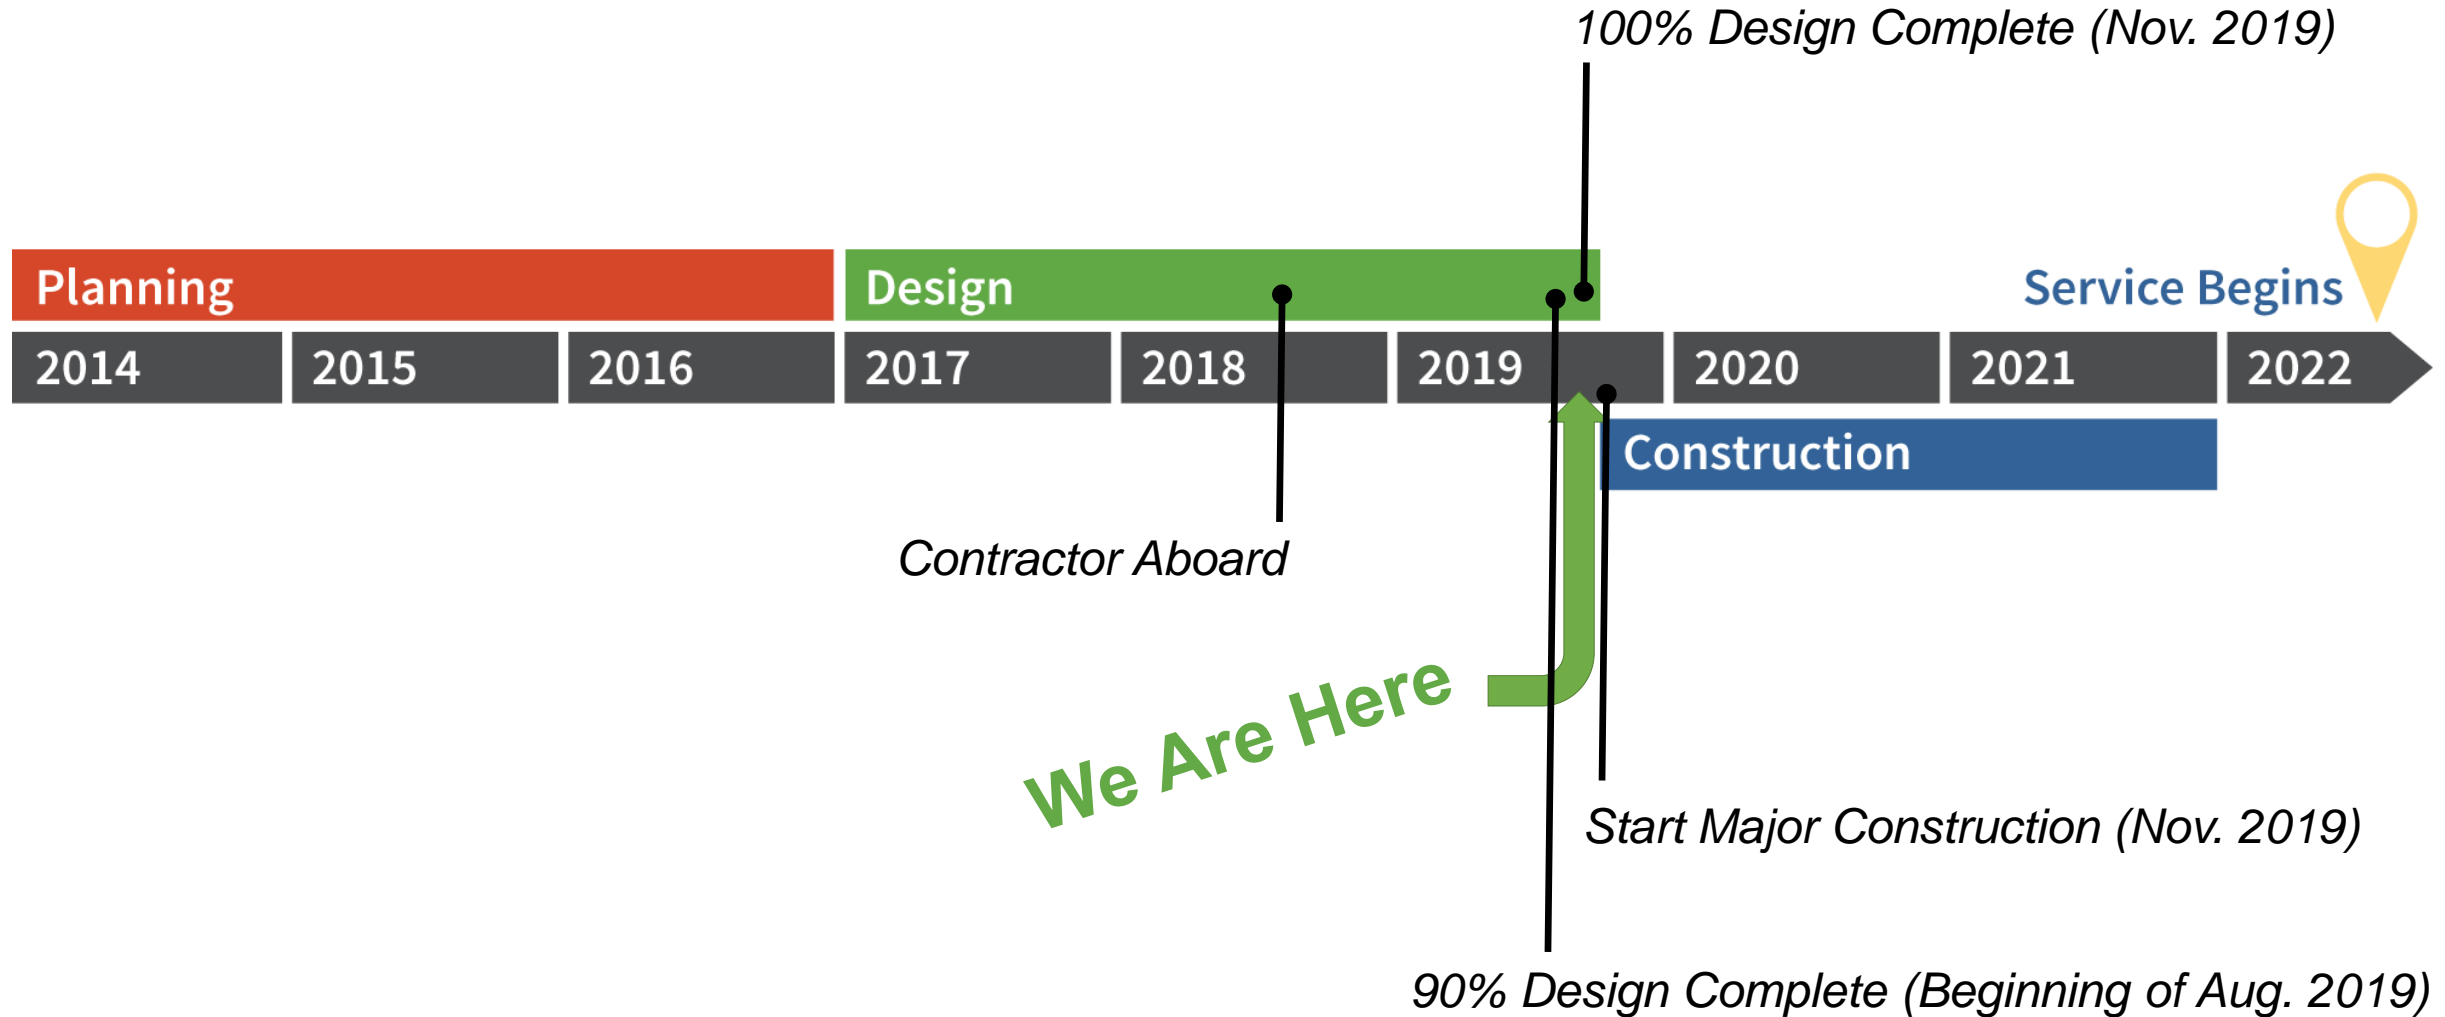 100% Design Complete (Nov. 2019)
Planning
Design
Service Begins
2014
2015
2016
2017
2018
2019
2020
2021
2022
Construction
Contractor Aboard
We Are Here
Start Major Construction (Nov. 2019)
90% Design Complete (Beginning of Aug. 2019)